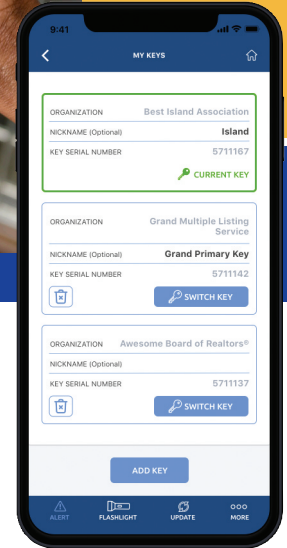 9:41
MY KEYS
ORGANIZATION Best Island Association
NICKNAME (Optional) Island
KEY SERIAL NUMBER 5711167
CURRENT KEY
ORGANIZATION Grand Multiple Listing
Service
NICKNAME (Optional) Grand Primary Key
KEY SERIAL NUMBER 5711142
SWITCH KEY
ORGANIZATION Awesome Board of Realtors®
NICKNAME (Optional)
KEY SERIAL NUMBER 5711137
SWITCH KEY
ADD KEY
ALERT FLASHLIGHT UPDATE MORE